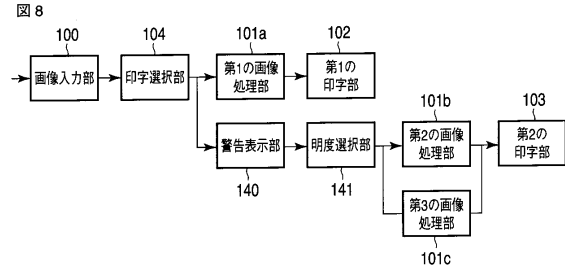 図8
100
画像入力部
104
印字選択部
101a
第1の画像
処理部
102
第1の
印字部
警告表示部
140
明度選択部
141
101b
第2の画像
処理部
103
第2の
印字部
第3の画像
処理部
101c